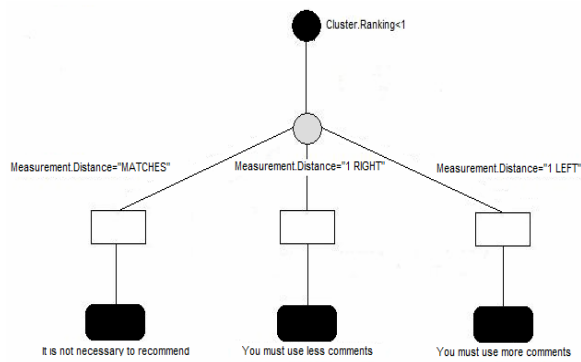 Cluster.Ranking<1
Measurement.Distance="MATCHES"
Measurement.Distance="1 RIGHT"
Measurement.Distance="1 LEFT"
It is not necessary to recommend
You must use less comments
You must use more comments